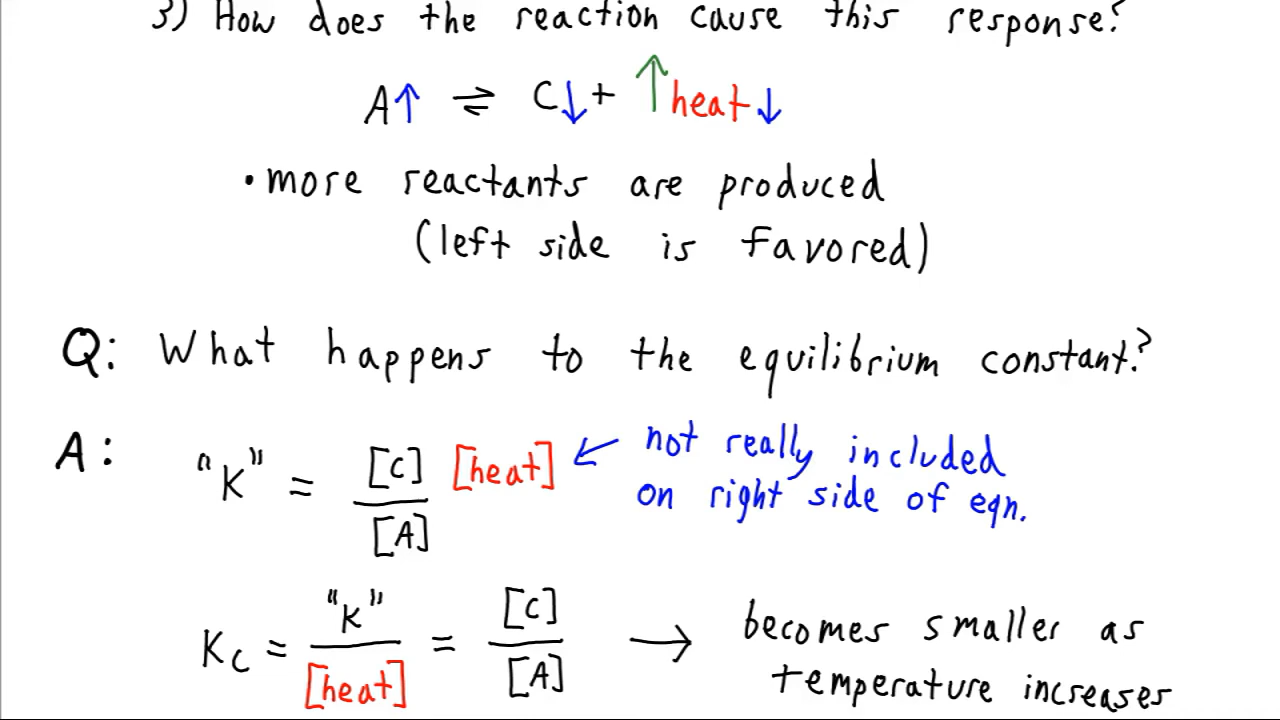 3) How does the reaction cause this response?
A↑ ⇌ C↓ + ↑heat↓
• more reactants are produced
(left side is favored)
Q: What happens to the equilibrium constant?
A: "K" = [C] [heat] ← not really included
[A] on right side of eqn.
Kc = "K" / [heat] = [C] / [A] → becomes smaller as
temperature increases